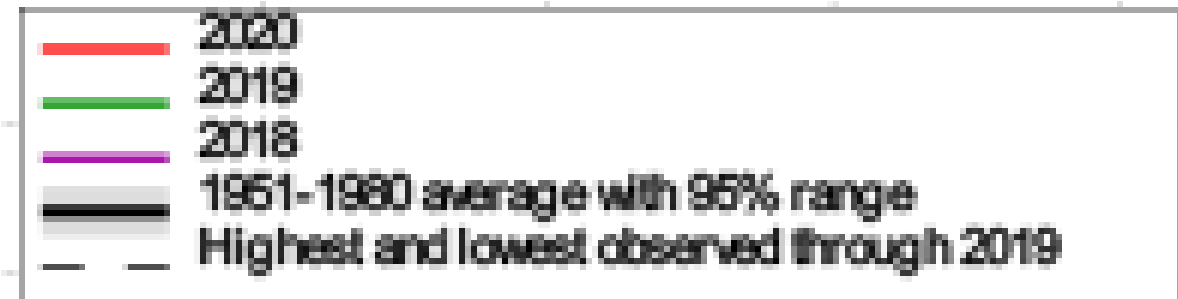 2020
2019
2018
1951-1980 average with 95% range
Highest and lowest observed through 2019